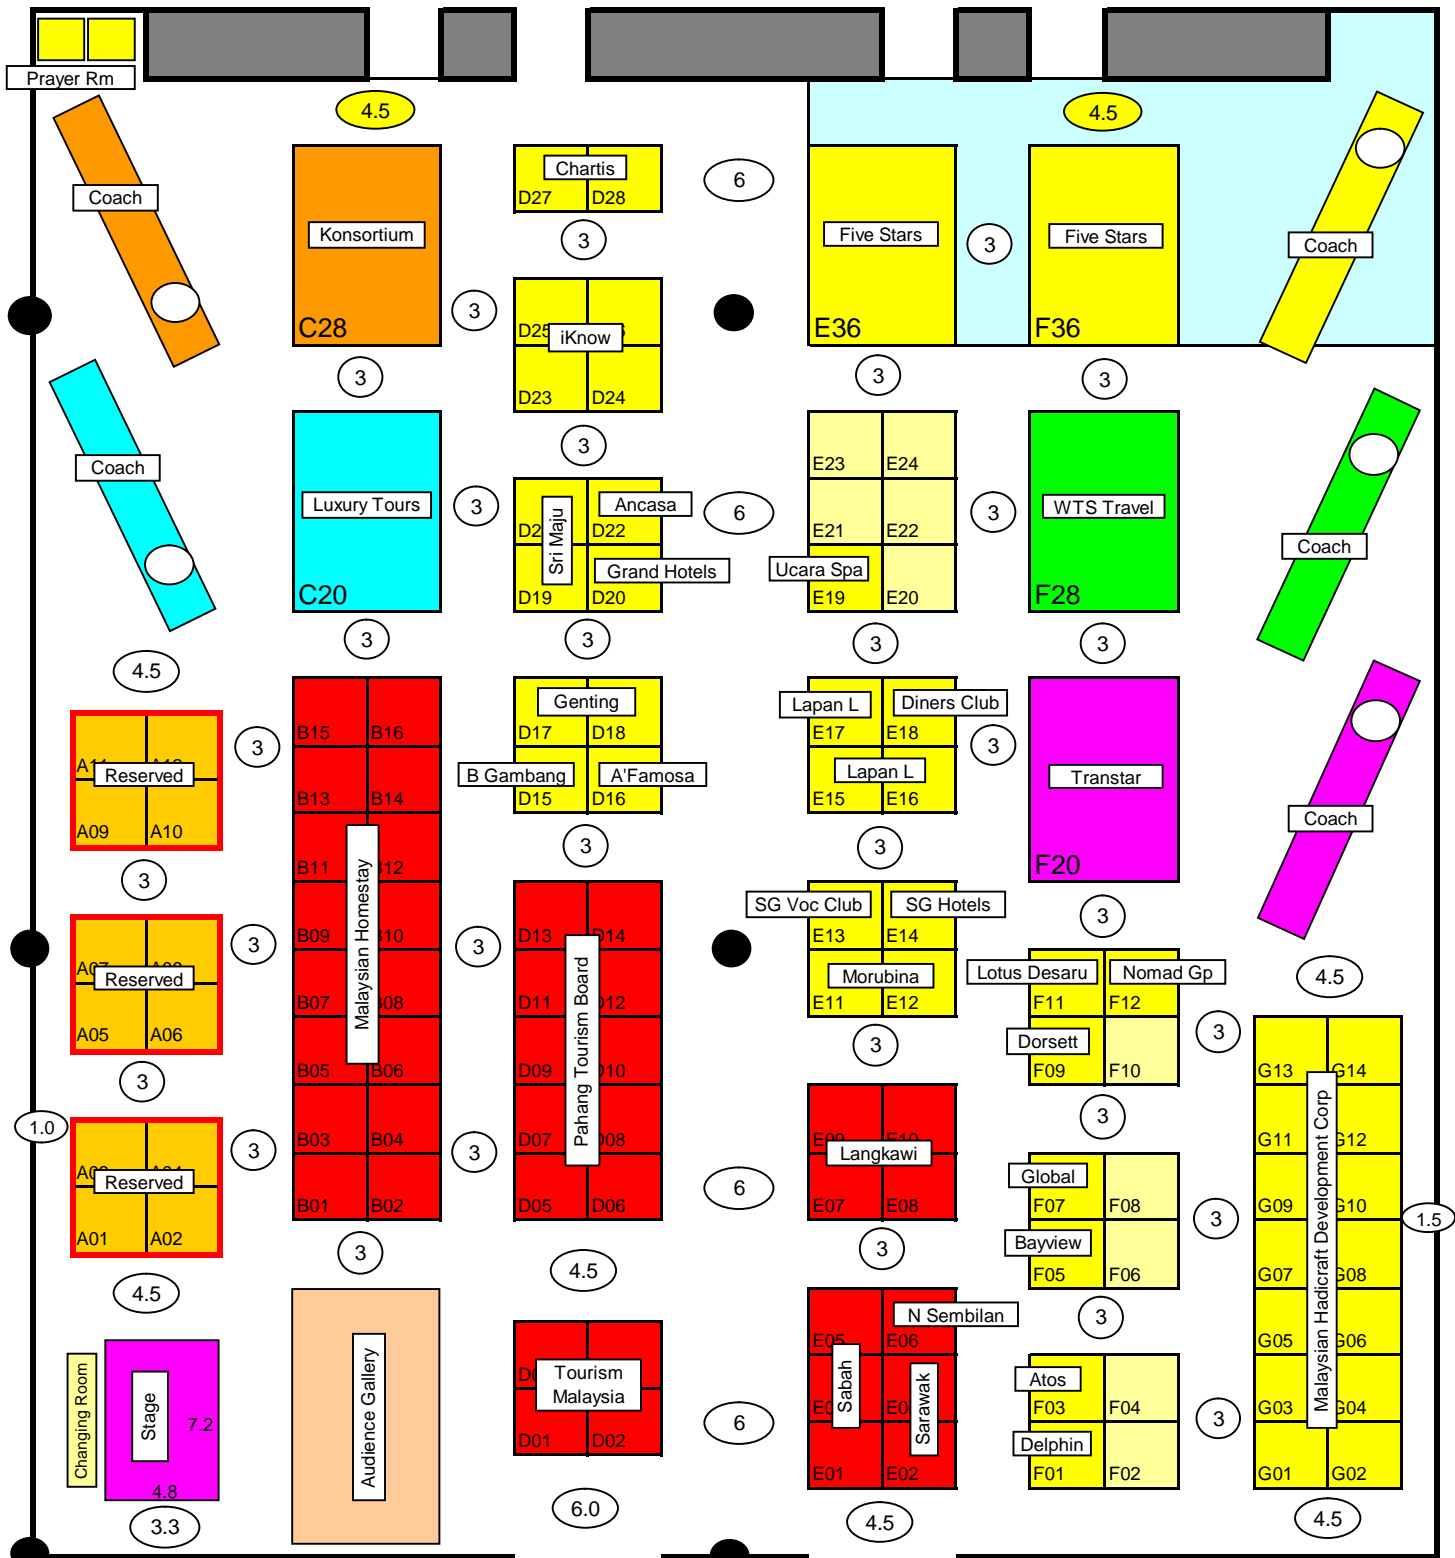 Prayer Rm
4.5
4.5
Coach
Konsortium
C28
Chartis
D27
D28
6
Five Stars
E36
3
Five Stars
F36
Coach
3
3
D25
iKnow
D23
D24
3
3
3
3
Coach
Luxury Tours
C20
3
Sri Maju
Ancasa
D22
Grand Hotels
D19
D20
6
E23
E24
E21
E22
Ucara Spa
E19
E20
3
WTS Travel
F28
Coach
3
3
3
3
4.5
Reserved
A09
A10
3
B15
B16
B13
B14
B11
B12
B09
B10
B07
B08
B05
B06
B03
B04
B01
B02
Malaysian Homestay
Genting
D17
D18
B Gambang
A'Famosa
D15
D16
Lapan L
Diners Club
E17
E18
Lapan L
E15
E16
3
Transtar
F20
Coach
3
3
3
3
Reserved
A05
A06
3
3
D13
D14
D11
D12
D09
D10
D07
D08
D05
D06
Pahang Tourism Board
SG Voc Club
SG Hotels
E13
E14
Morubina
E11
E12
Lotus Desaru
Nomad Gp
F11
F12
Dorsett
F09
F10
4.5
3
3
3
3
1.0
Reserved
A01
A02
3
3
6
Langkawi
E07
E08
Global
F07
F08
Bayview
F05
F06
3
G13
G14
G11
G12
G09
G10
G07
G08
G05
G06
G03
G04
G01
G02
Malaysian Hadicraft Development Corp
1.5
4.5
3
4.5
3
3
Changing Room
Stage
7.2
4.8
3.3
Audience Gallery
Tourism
Malaysia
D01
D02
6.0
6
N Sembilan
E05
E06
Sabah
Sarawak
E01
E02
4.5
Atos
F03
F04
Delphin
F01
F02
3
4.5